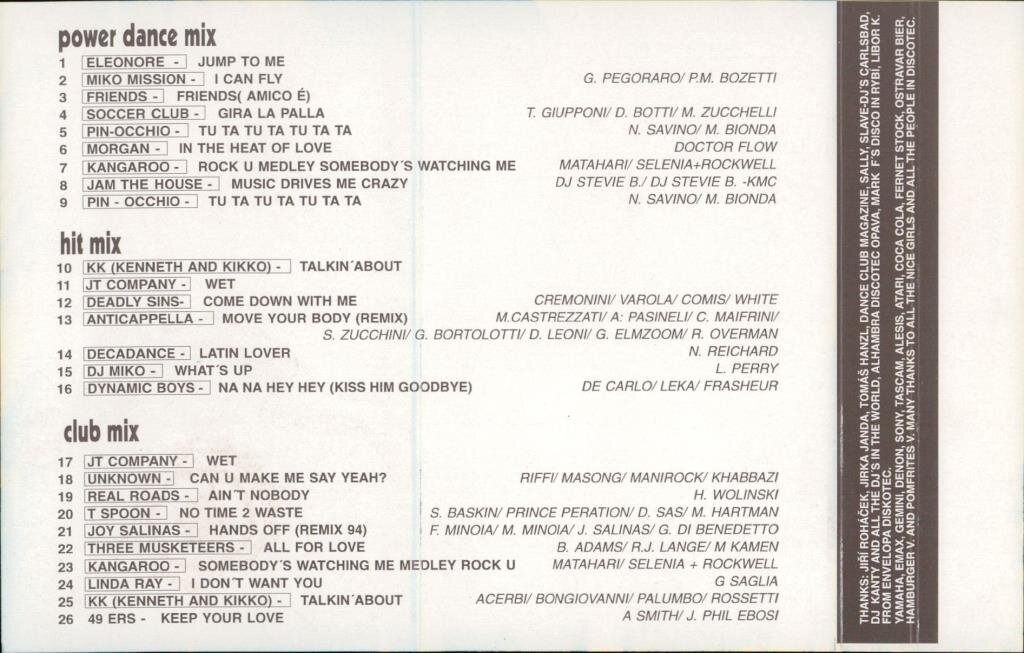 power dance mix
1 ELEONORE - JUMP TO ME
2 MIKO MISSION - I CAN FLY G. PEGORARO/ P.M. BOZETTI
3 FRIENDS - FRIENDS( AMICO É)
4 SOCCER CLUB - GIRA LA PALLA T. GIUPPONI/ D. BOTTI/ M. ZUCCHELLI
5 PIN-OCCHIO - TU TA TU TA TU TA TA N. SAVINO/ M. BIONDA
6 MORGAN - IN THE HEAT OF LOVE DOCTOR FLOW
7 KANGAROO - ROCK U MEDLEY SOMEBODY´S WATCHING ME MATAHARI/ SELENIA+ROCKWELL
8 JAM THE HOUSE - MUSIC DRIVES ME CRAZY DJ STEVIE B./ DJ STEVIE B. -KMC
9 PIN - OCCHIO - TU TA TU TA TU TA TA N. SAVINO/ M. BIONDA
hit mix
10 KK (KENNETH AND KIKKO) - TALKIN´ABOUT
11 JT COMPANY - WET
12 DEADLY SINS- COME DOWN WITH ME CREMONINI/ VAROLA/ COMIS/ WHITE
13 ANTICAPPELLA - MOVE YOUR BODY (REMIX) M.CASTREZZATI/ A: PASINELI/ C. MAIFRINI/
S. ZUCCHINI/ G. BORTOLOTTI/ D. LEONI/ G. ELMZOOM/ R. OVERMAN
14 DECADANCE - LATIN LOVER N. REICHARD
15 DJ MIKO - WHAT´S UP L. PERRY
16 DYNAMIC BOYS - NA NA HEY HEY (KISS HIM GOODBYE) DE CARLO/ LEKA/ FRASHEUR
club mix
17 JT COMPANY - WET
18 UNKNOWN - CAN U MAKE ME SAY YEAH? RIFFI/ MASONG/ MANIROCK/ KHABBAZI
19 REAL ROADS - AIN´T NOBODY H. WOLINSKI
20 T SPOON - NO TIME 2 WASTE S. BASKIN/ PRINCE PERATION/ D. SAS/ M. HARTMAN
21 JOY SALINAS - HANDS OFF (REMIX 94) F. MINOIA/ M. MINOIA/ J. SALINAS/ G. DI BENEDETTO
22 THREE MUSKETEERS - ALL FOR LOVE B. ADAMS/ R.J. LANGE/ M KAMEN
23 KANGAROO - SOMEBODY´S WATCHING ME MEDLEY ROCK U MATAHARI/ SELENIA + ROCKWELL
24 LINDA RAY - I DON´T WANT YOU G SAGLIA
25 KK (KENNETH AND KIKKO) - TALKIN´ABOUT ACERBI/ BONGIOVANNI/ PALUMBO/ ROSSETTI
26 49 ERS - KEEP YOUR LOVE A SMITH/ J. PHIL EBOSI
THANKS: JIŘÍ ROHÁČEK, JIRKA JANDA, TOMÁŠ HANZL, DANCE CLUB MAGAZINE, SALLY, SLAVE-DJ´S CARLSBAD,
DJ KANTY AND ALL THE DJ´S IN THE WORLD, ALHAMBRA DISCOTEC OPAVA, MARK F´S DISCO IN RYBÍ, LIBOR K.
FROM ENVELOPA DISKOTEC.
YAMAHA, EMAX, GEMINI, DENON, SONY, TASCAM, ALESIS, ATARI, COCA COLA, FERNET STOCK, OSTRAVAR BIER,
HAMBURGER V. AND POMFRITES V. MANY THANKS TO ALL THE NICE GIRLS AND ALL THE PEOPLE IN DISCOTEC.